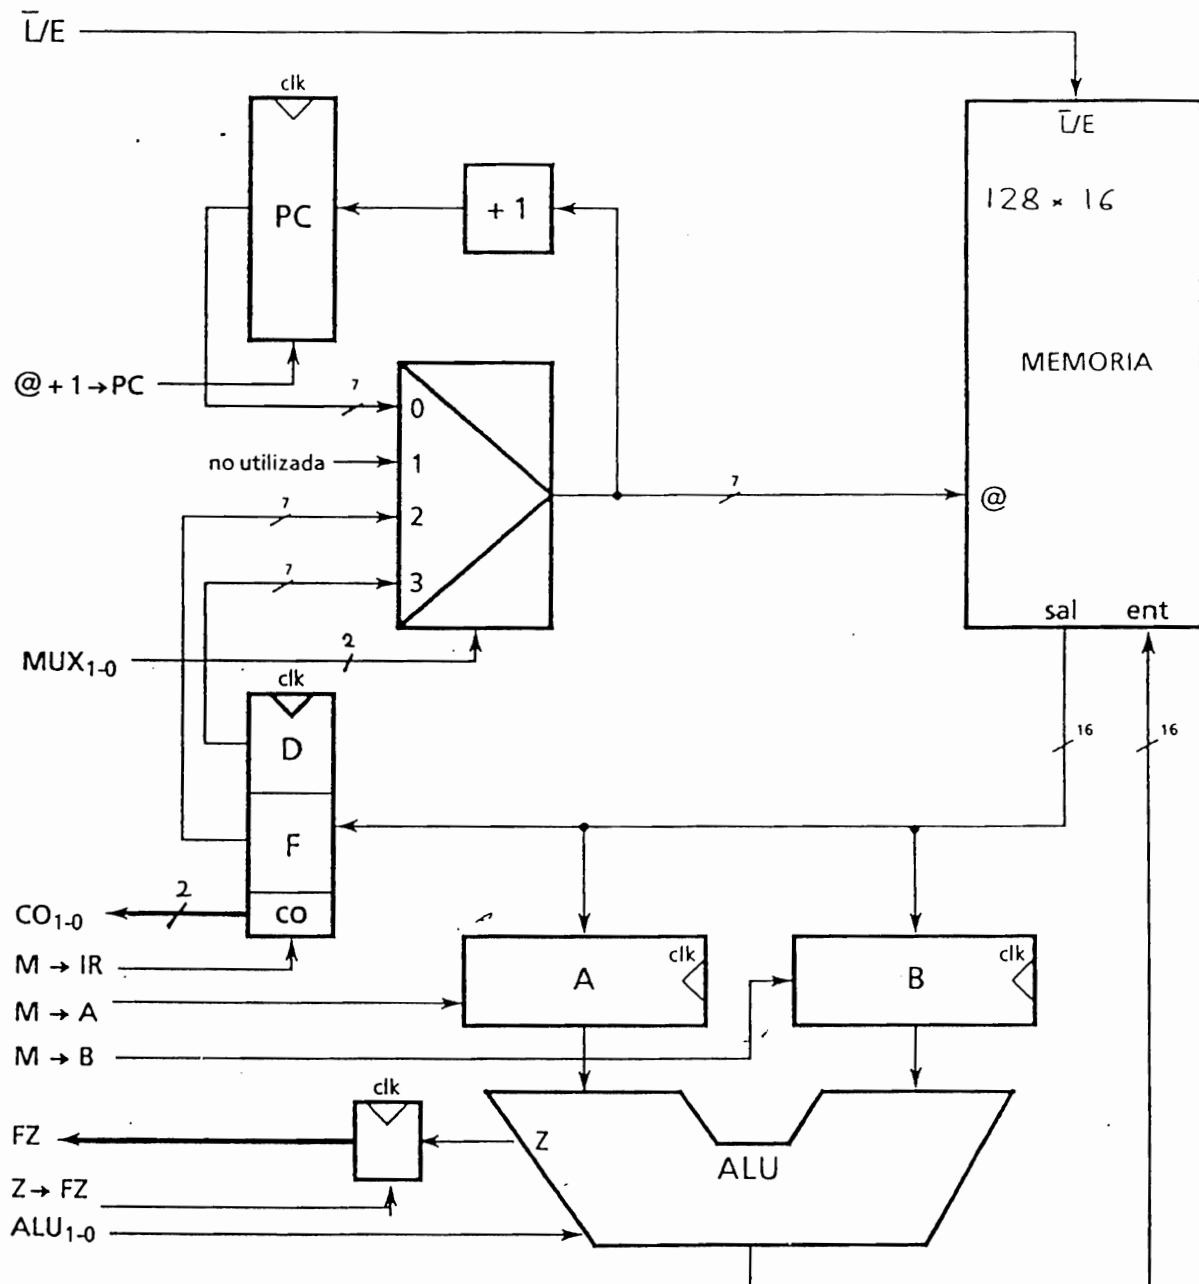 L̅/E
clk
L̅/E
128 × 16
PC
+ 1
MEMORIA
@ + 1 → PC
7
0
no utilizada
1
7
7
@
2
7
3
sal
ent
2
MUX1-0
clk
16
16
D
F
2
CO1-0
CO
M → IR
clk
clk
A
B
M → A
M → B
clk
FZ
Z
ALU
Z → FZ
ALU1-0